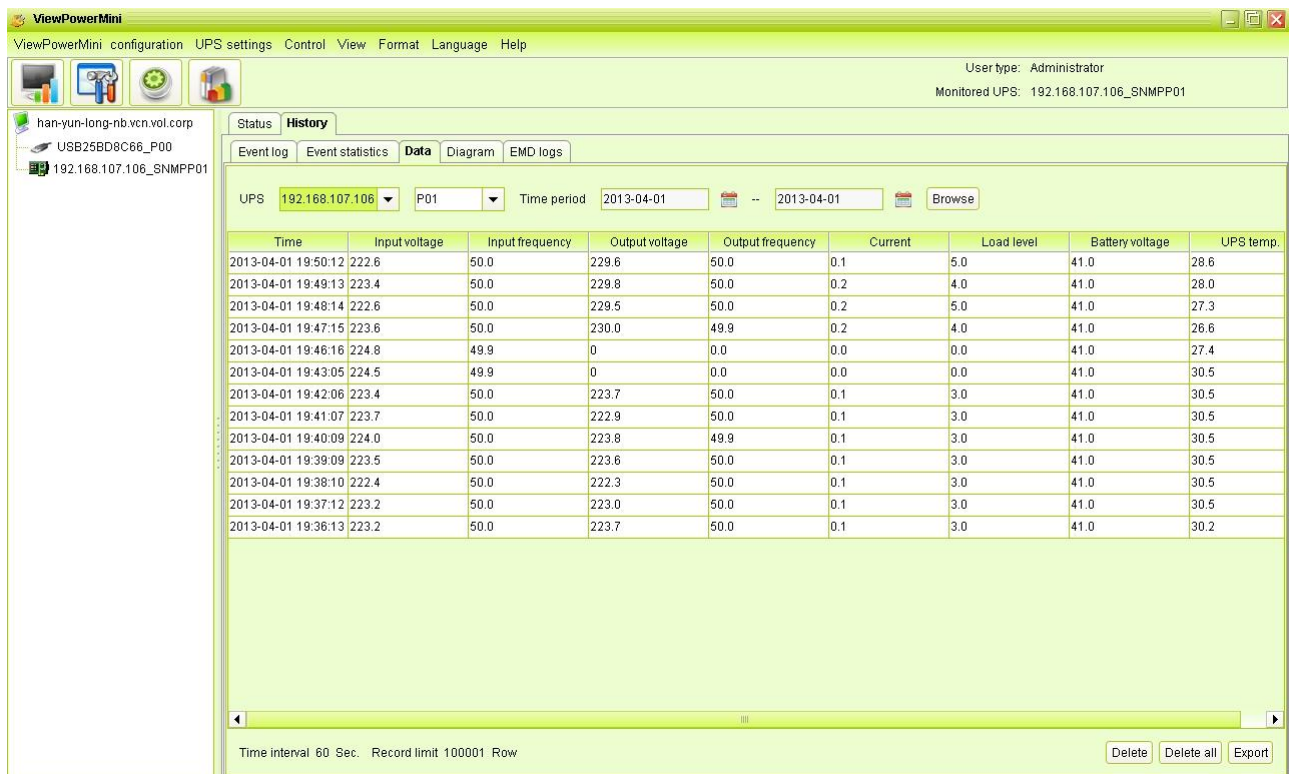 ViewPowerMini
ViewPowerMini configuration UPS settings Control View Format Language Help
User type: Administrator
Monitored UPS: 192.168.107.106_SNMPP01
han-yun-long-nb.vcn.vol.corp
USB25BD8C66_P00
192.168.107.106_SNMPP01
Status History
Event log Event statistics Data Diagram EMD logs
UPS 192.168.107.106 P01 Time period 2013-04-01 -- 2013-04-01 Browse
Time Input voltage Input frequency Output voltage Output frequency Current Load level Battery voltage UPS temp.
2013-04-01 19:50:12 222.6 50.0 229.6 50.0 0.1 5.0 41.0 28.6
2013-04-01 19:49:13 223.4 50.0 229.8 50.0 0.2 4.0 41.0 28.0
2013-04-01 19:48:14 222.6 50.0 229.5 50.0 0.2 5.0 41.0 27.3
2013-04-01 19:47:15 223.6 50.0 230.0 49.9 0.2 4.0 41.0 26.6
2013-04-01 19:46:16 224.8 49.9 0 0.0 0.0 0.0 41.0 27.4
2013-04-01 19:43:05 224.5 49.9 0 0.0 0.0 0.0 41.0 30.5
2013-04-01 19:42:06 223.4 50.0 223.7 50.0 0.1 3.0 41.0 30.5
2013-04-01 19:41:07 223.7 50.0 222.9 50.0 0.1 3.0 41.0 30.5
2013-04-01 19:40:09 224.0 50.0 223.8 49.9 0.1 3.0 41.0 30.5
2013-04-01 19:39:09 223.5 50.0 223.6 50.0 0.1 3.0 41.0 30.5
2013-04-01 19:38:10 222.4 50.0 222.3 50.0 0.1 3.0 41.0 30.5
2013-04-01 19:37:12 223.2 50.0 223.0 50.0 0.1 3.0 41.0 30.5
2013-04-01 19:36:13 223.2 50.0 223.7 50.0 0.1 3.0 41.0 30.2
Time interval 60 Sec. Record limit 100001 Row Delete Delete all Export